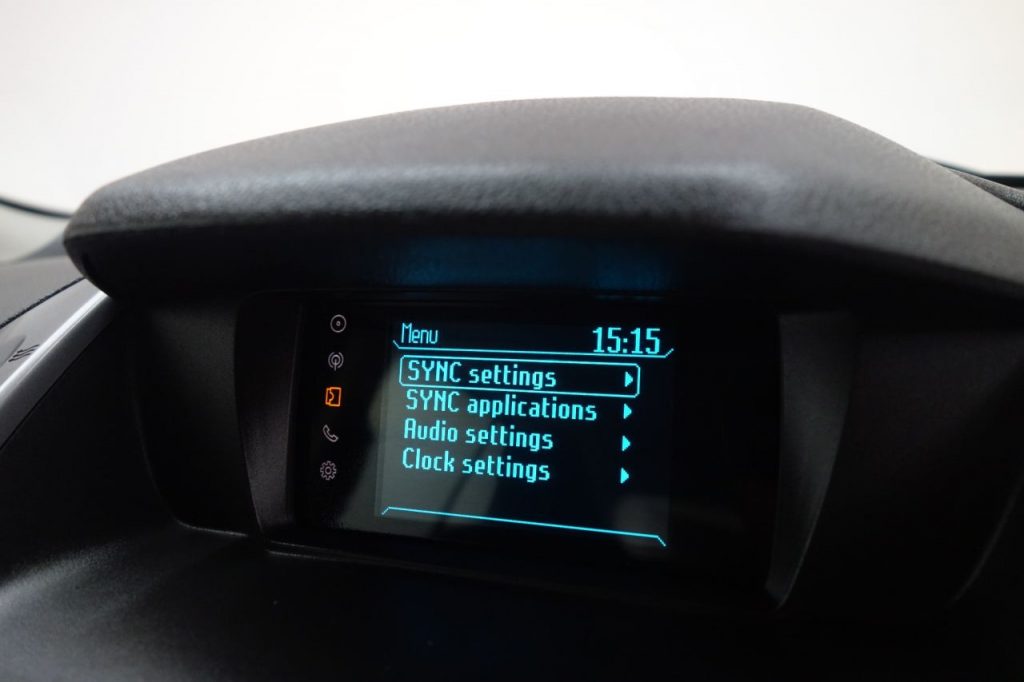 Menu
15:15
SYNC settings
SYNC applications
Audio settings
Clock settings